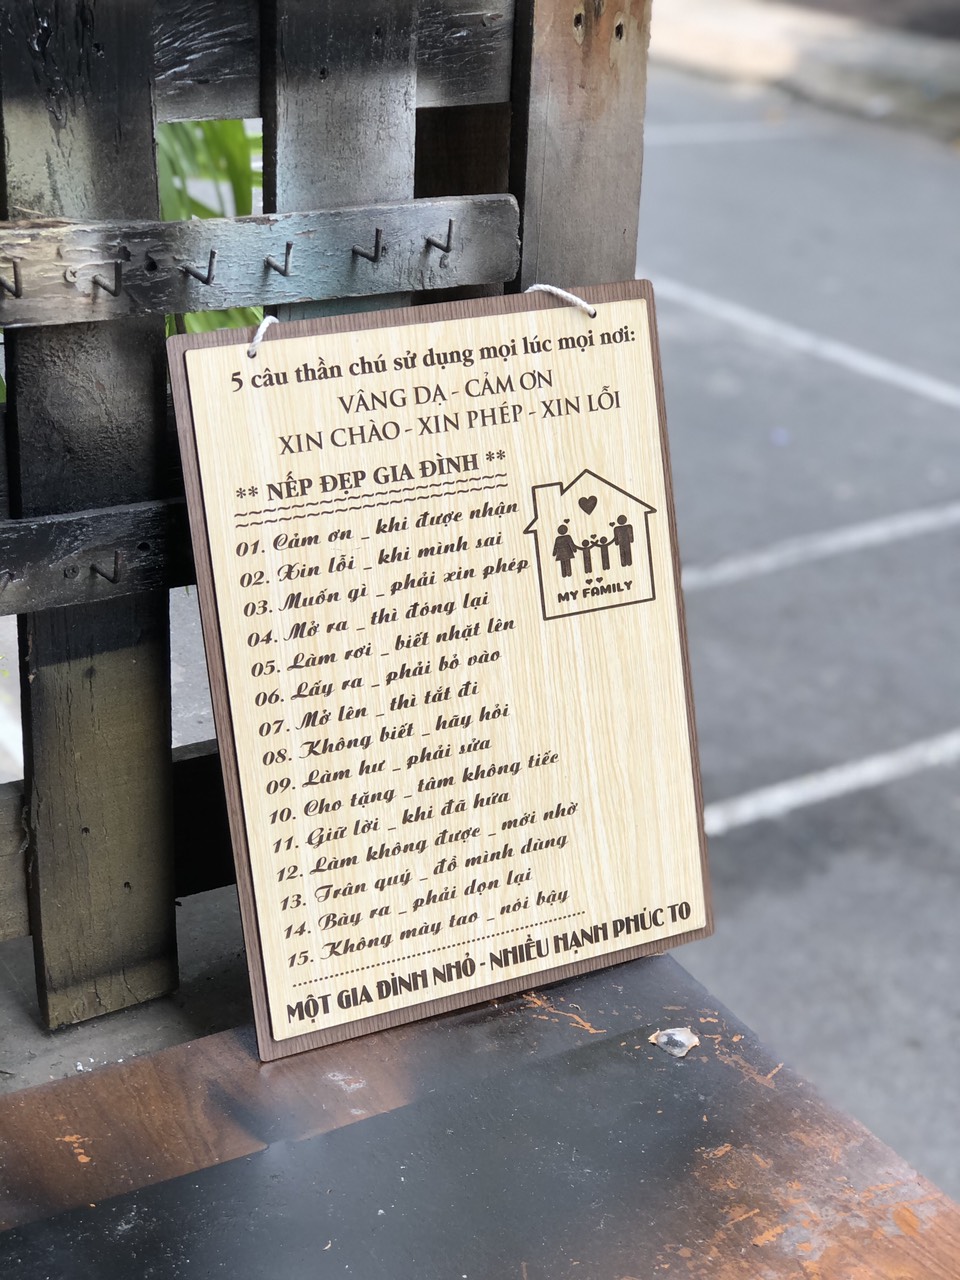 5 câu thần chú sử dụng mọi lúc mọi nơi:
VÂNG DẠ - CẢM ƠN
XIN CHÀO - XIN PHÉP - XIN LỖI
** NẾP ĐẸP GIA ĐÌNH **
~~~~~~~~~~~~~~~~~~~~~~~~
~~~~~~~~~~~~~~~~~~~~~~~~
01. Cảm ơn _ khi được nhận
02. Xin lỗi _ khi mình sai
03. Muốn gì _ phải xin phép
04. Mở ra _ thì đóng lại
05. Làm rơi _ biết nhặt lên
06. Lấy ra _ phải bỏ vào
07. Mở lên _ thì tắt đi
08. Không biết _ hãy hỏi
09. Làm hư _ phải sửa
10. Cho tặng _ tâm không tiếc
11. Giữ lời _ khi đã hứa
12. Làm không được _ mới nhờ
13. Trân quý _ đồ mình dùng
14. Bày ra _ phải dọn lại
15. Không mày tao _ nói bậy
MY FAMILY
MỘT GIA ĐÌNH NHỎ - NHIỀU HẠNH PHÚC TO